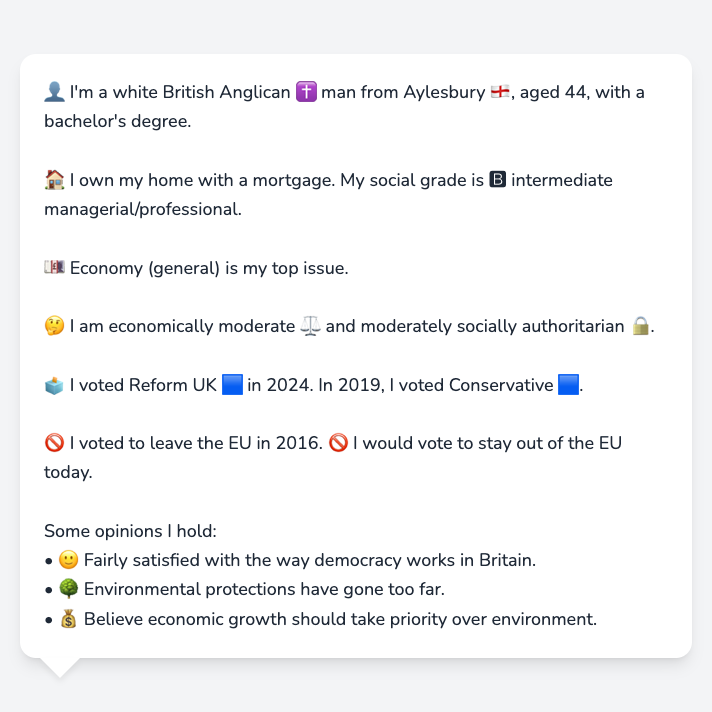 👤 I'm a white British Anglican ✝️ man from Aylesbury 🏴󠁧󠁢󠁥󠁮󠁧󠁿, aged 44, with a
bachelor's degree.
🏠 I own my home with a mortgage. My social grade is 🅱 intermediate
managerial/professional.
💷 Economy (general) is my top issue.
🤔 I am economically moderate ⚖️ and moderately socially authoritarian 🔒.
🗳️ I voted Reform UK 🟦 in 2024. In 2019, I voted Conservative 🟦.
🚫 I voted to leave the EU in 2016. 🚫 I would vote to stay out of the EU
today.
Some opinions I hold:
• 🙂 Fairly satisfied with the way democracy works in Britain.
• 🌳 Environmental protections have gone too far.
• 💰 Believe economic growth should take priority over environment.